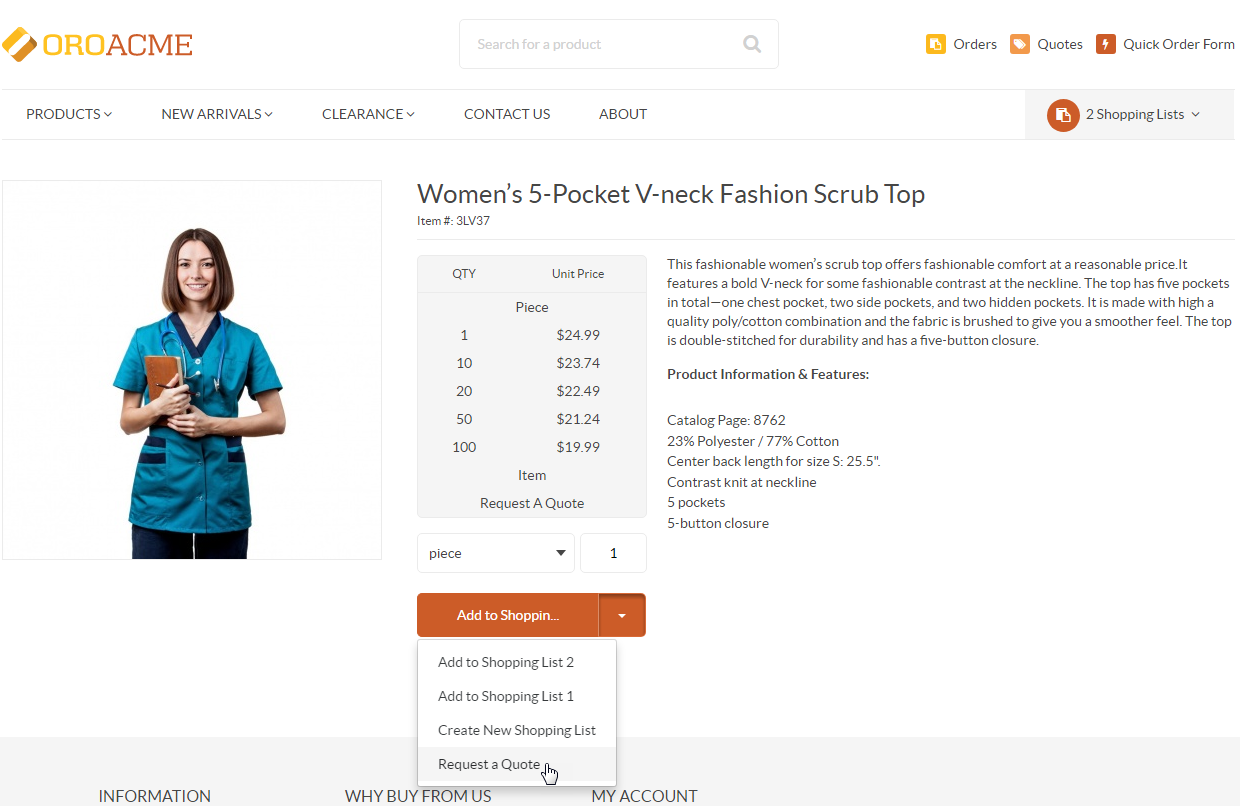 OROACME
Search for a product
Orders
Quotes
Quick Order Form
PRODUCTS
NEW ARRIVALS
CLEARANCE
CONTACT US
ABOUT
2 Shopping Lists
Women’s 5-Pocket V-neck Fashion Scrub Top
Item #: 3LV37
QTY Unit Price
Piece
1 $24.99
10 $23.74
20 $22.49
50 $21.24
100 $19.99
Item
Request A Quote
piece
1
Add to Shoppin...
Add to Shopping List 2
Add to Shopping List 1
Create New Shopping List
Request a Quote
This fashionable women’s scrub top offers fashionable comfort at a reasonable price.It
features a bold V-neck for some fashionable contrast at the neckline. The top has five pockets
in total—one chest pocket, two side pockets, and two hidden pockets. It is made with high a
quality poly/cotton combination and the fabric is brushed to give you a smoother feel. The top
is double-stitched for durability and has a five-button closure.
Product Information & Features:
Catalog Page: 8762
23% Polyester / 77% Cotton
Center back length for size S: 25.5".
Contrast knit at neckline
5 pockets
5-button closure
INFORMATION
WHY BUY FROM US
MY ACCOUNT